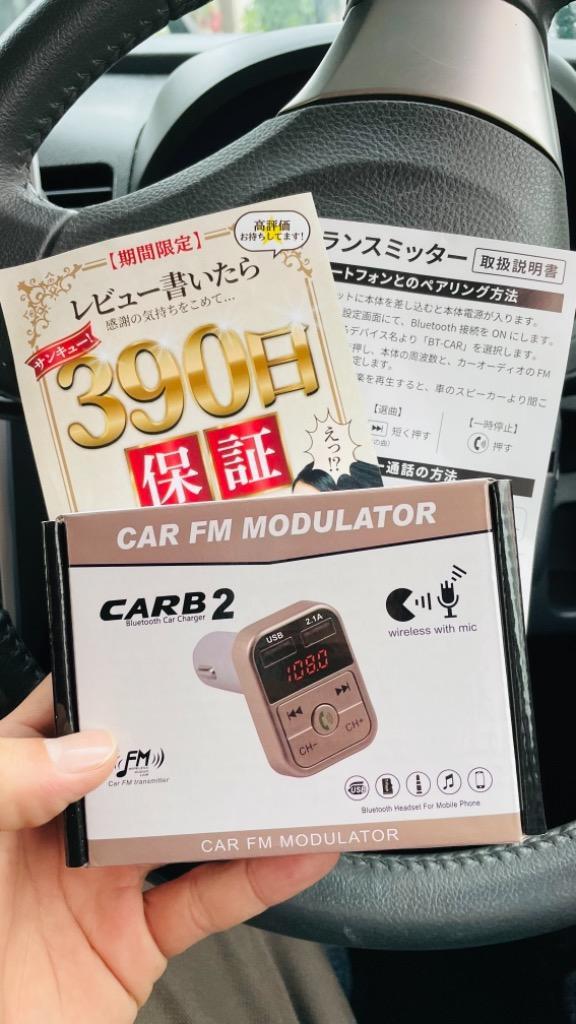 【期間限定】
高評価
お待ちしてます!
レビュー書いたら
感謝の気持ちをこめて...
サンキュー!
390日
保証
えっ!?
ランスミッター
取扱説明書
ートフォンとのペアリング方法
ットに本体を差し込むと本体電源が入ります。
設定画面にて、Bluetooth 接続を ON にします。
デバイス名より「BT-CAR」を選択します。
押し、本体の周波数と、カーオーディオの FM
定します。
楽を再生すると、車のスピーカーより聞こ
【選曲】
短く押す
【一時停止】
押す
ー通話の方法
CAR FM MODULATOR
CARB2
Bluetooth Car Charger
wireless with mic
USB
2.1A
108.0
CH-
CH+
FM
Car FM transmitter
USB
Bluetooth Headset For Mobile Phone
CAR FM MODULATOR